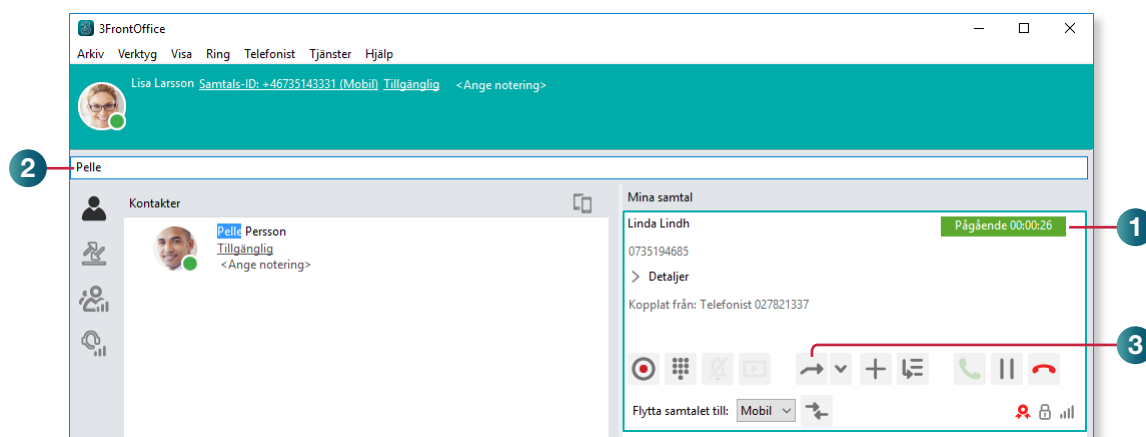 3FrontOffice
Arkiv Verktyg Visa Ring Telefonist Tjänster Hjälp
Lisa Larsson Samtals-ID: +46735143331 (Mobil) Tillgänglig <Ange notering>
2
Pelle
Kontakter
Pelle Persson
Tillgänglig
<Ange notering>
Mina samtal
Linda Lindh
Pågående 00:00:26
1
0735194685
Detaljer
Kopplat från: Telefonist 027821337
3
Flytta samtalet till: Mobil